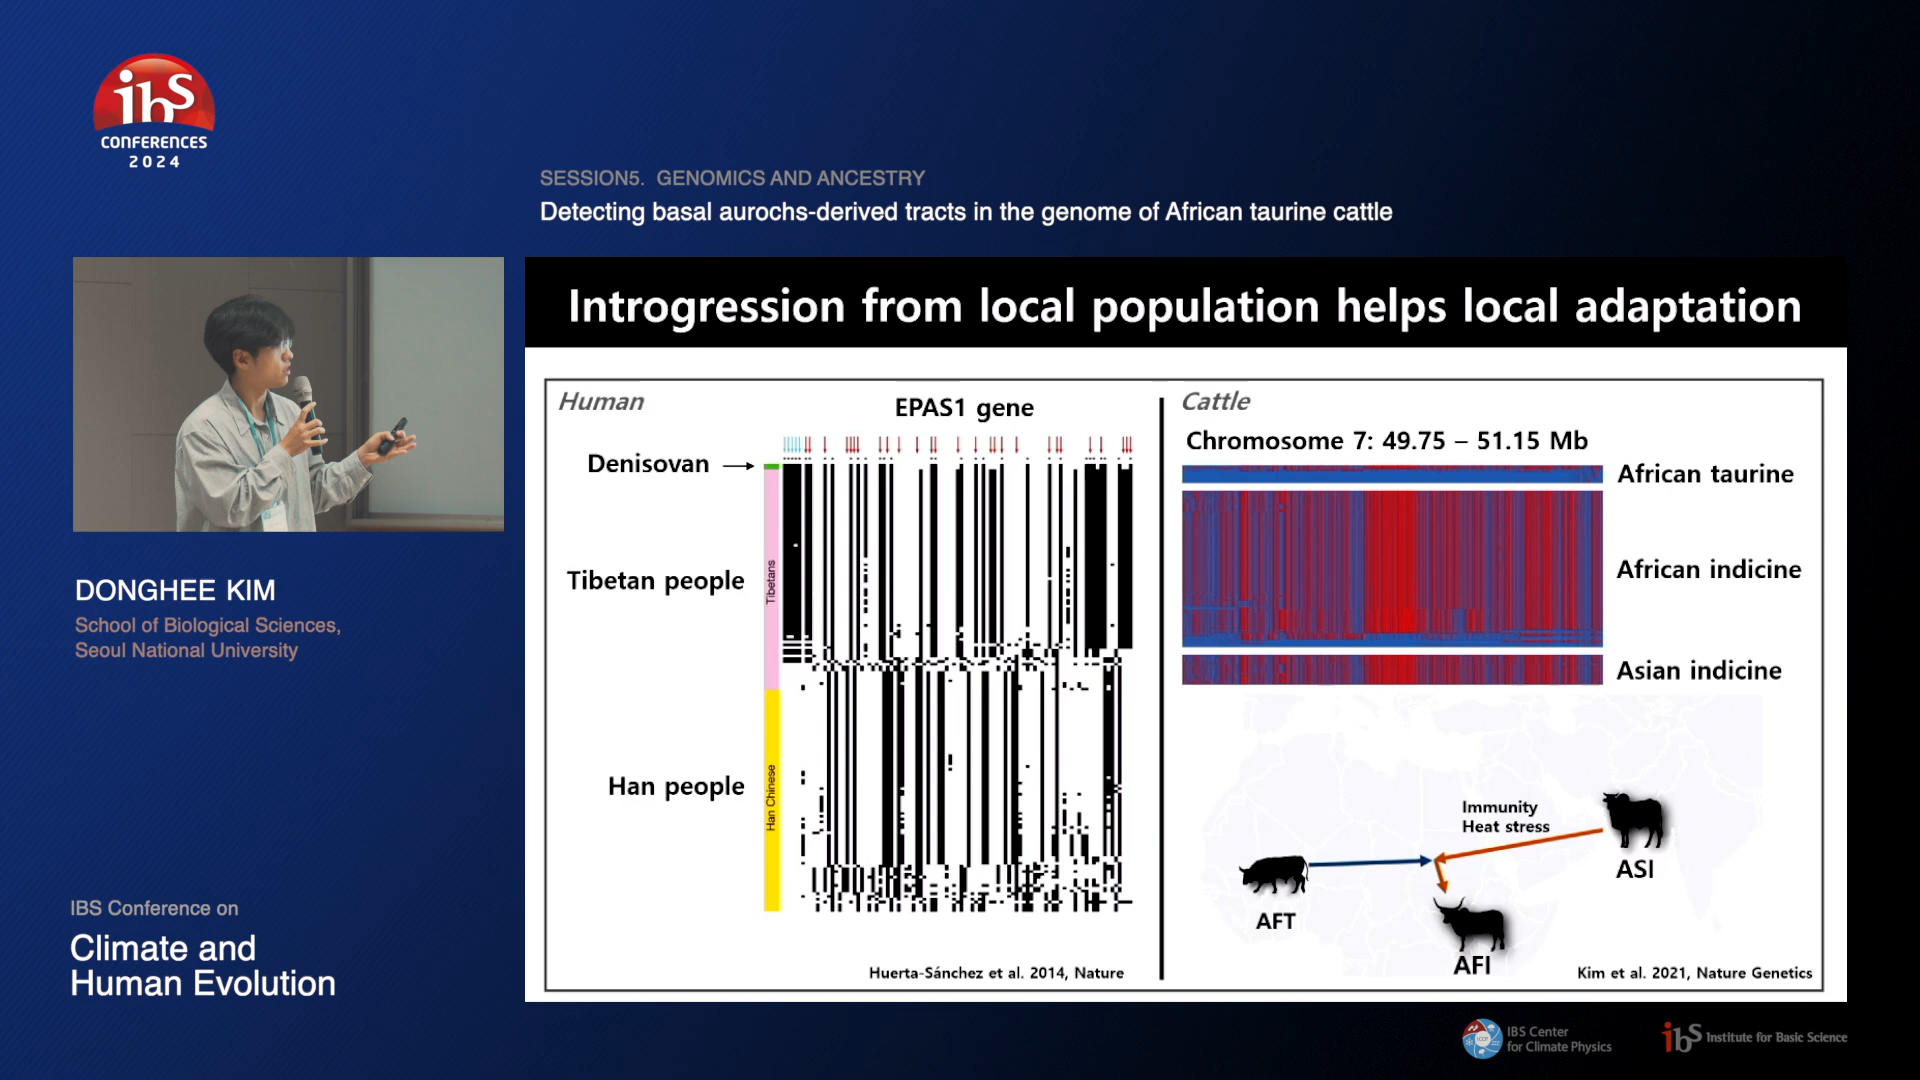 ibS
CONFERENCES
2024
SESSION5. GENOMICS AND ANCESTRY
Detecting basal aurochs-derived tracts in the genome of African taurine cattle
Introgression from local population helps local adaptation
Human
EPAS1 gene
Denisovan
Tibetan people
Tibetans
Han people
Han Chinese
Huerta-Sánchez et al. 2014, Nature
Cattle
Chromosome 7: 49.75 – 51.15 Mb
African taurine
African indicine
Asian indicine
Immunity
Heat stress
ASI
AFT
AFI
Kim et al. 2021, Nature Genetics
DONGHEE KIM
School of Biological Sciences,
Seoul National University
IBS Conference on
Climate and
Human Evolution
IBS Center
for Climate Physics
ibS Institute for Basic Science